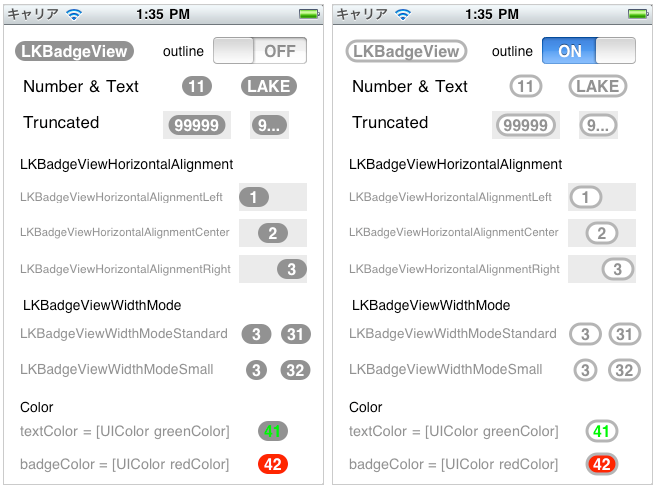 キャリア 1:35 PM
LKBadgeView outline OFF
Number & Text 11 LAKE
Truncated 99999 9...
LKBadgeViewHorizontalAlignment
LKBadgeViewHorizontalAlignmentLeft 1
LKBadgeViewHorizontalAlignmentCenter 2
LKBadgeViewHorizontalAlignmentRight 3
LKBadgeViewWidthMode
LKBadgeViewWidthModeStandard 3 31
LKBadgeViewWidthModeSmall 3 32
Color
textColor = [UIColor greenColor] 41
badgeColor = [UIColor redColor] 42
キャリア 1:35 PM
LKBadgeView outline ON
Number & Text 11 LAKE
Truncated 99999 9...
LKBadgeViewHorizontalAlignment
LKBadgeViewHorizontalAlignmentLeft 1
LKBadgeViewHorizontalAlignmentCenter 2
LKBadgeViewHorizontalAlignmentRight 3
LKBadgeViewWidthMode
LKBadgeViewWidthModeStandard 3 31
LKBadgeViewWidthModeSmall 3 32
Color
textColor = [UIColor greenColor] 41
badgeColor = [UIColor redColor] 42